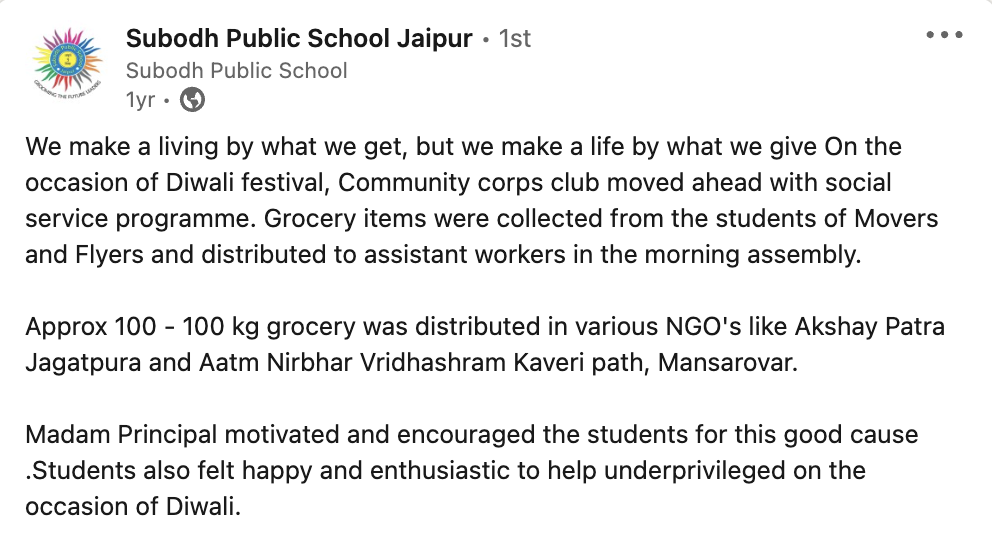 Subodh Public School Jaipur • 1st
Subodh Public School
1yr •
We make a living by what we get, but we make a life by what we give On the
occasion of Diwali festival, Community corps club moved ahead with social
service programme. Grocery items were collected from the students of Movers
and Flyers and distributed to assistant workers in the morning assembly.
Approx 100 - 100 kg grocery was distributed in various NGO's like Akshay Patra
Jagatpura and Aatm Nirbhar Vridhashram Kaveri path, Mansarovar.
Madam Principal motivated and encouraged the students for this good cause
.Students also felt happy and enthusiastic to help underprivileged on the
occasion of Diwali.